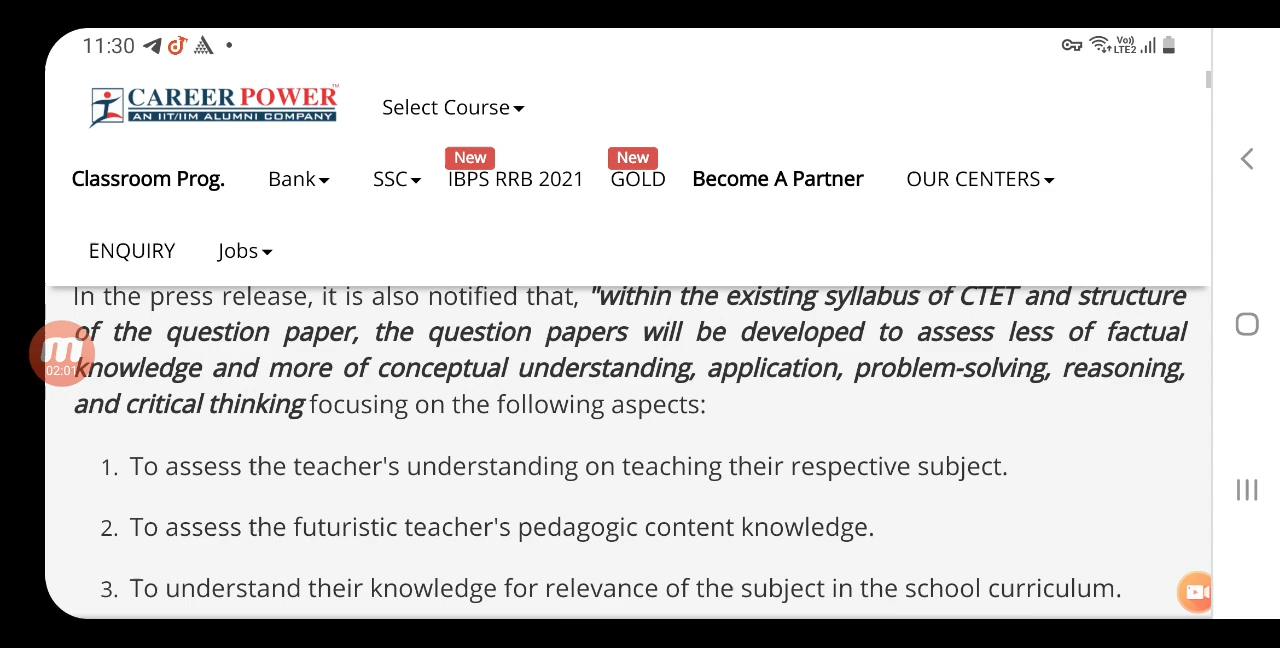 11:30
Vo))
LTE2
CAREER POWER
TM
AN IIT/IIM ALUMNI COMPANY
Select Course
New
New
Classroom Prog. Bank SSC IBPS RRB 2021 GOLD Become A Partner OUR CENTERS
ENQUIRY Jobs
In the press release, it is also notified that, "within the existing syllabus of CTET and structure
of the question paper, the question papers will be developed to assess less of factual
knowledge and more of conceptual understanding, application, problem-solving, reasoning,
and critical thinking focusing on the following aspects:
02:01
1. To assess the teacher's understanding on teaching their respective subject.
2. To assess the futuristic teacher's pedagogic content knowledge.
3. To understand their knowledge for relevance of the subject in the school curriculum.